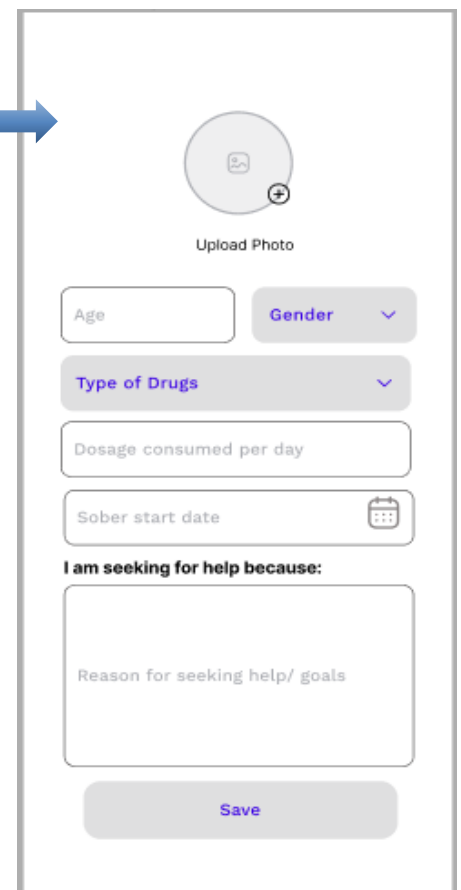 Upload Photo
Age
Gender
Type of Drugs
Dosage consumed per day
Sober start date
I am seeking for help because:
Reason for seeking help/ goals
Save